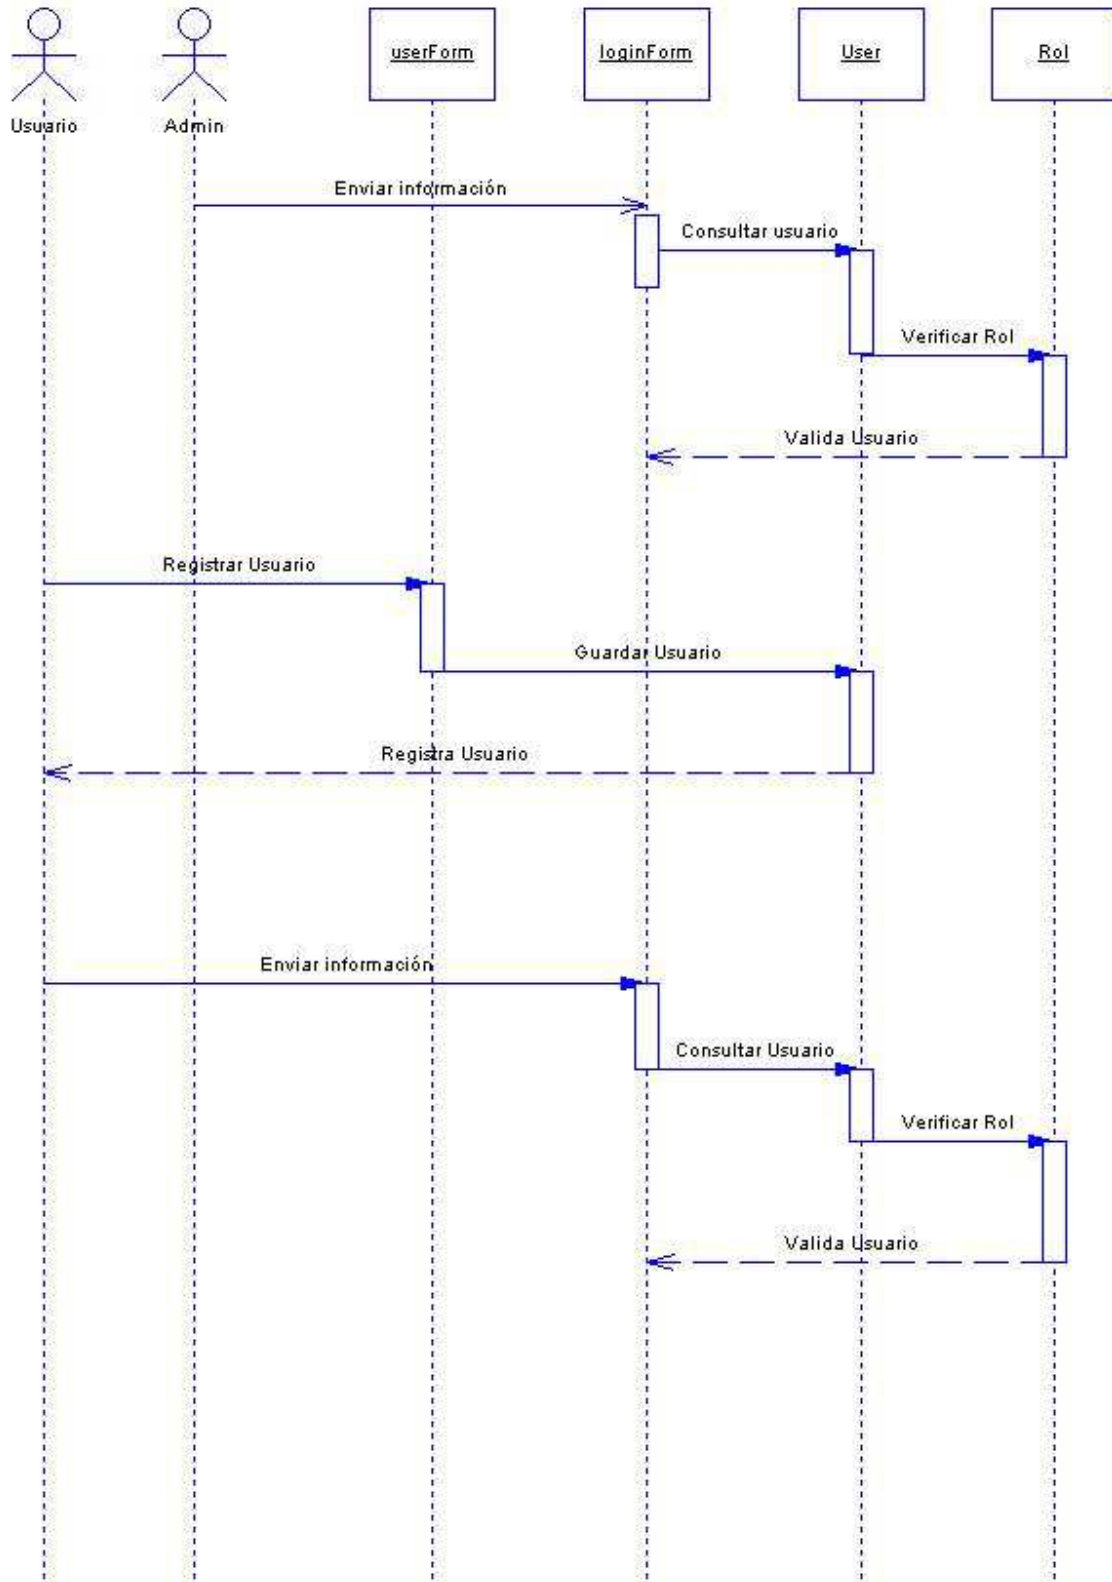 Usuario
Admin
userForm
loginForm
User
Rol
Enviar información
Consultar usuario
Verificar Rol
Valida Usuario
Registrar Usuario
Guardar Usuario
Registra Usuario
Enviar información
Consultar Usuario
Verificar Rol
Valida Usuario